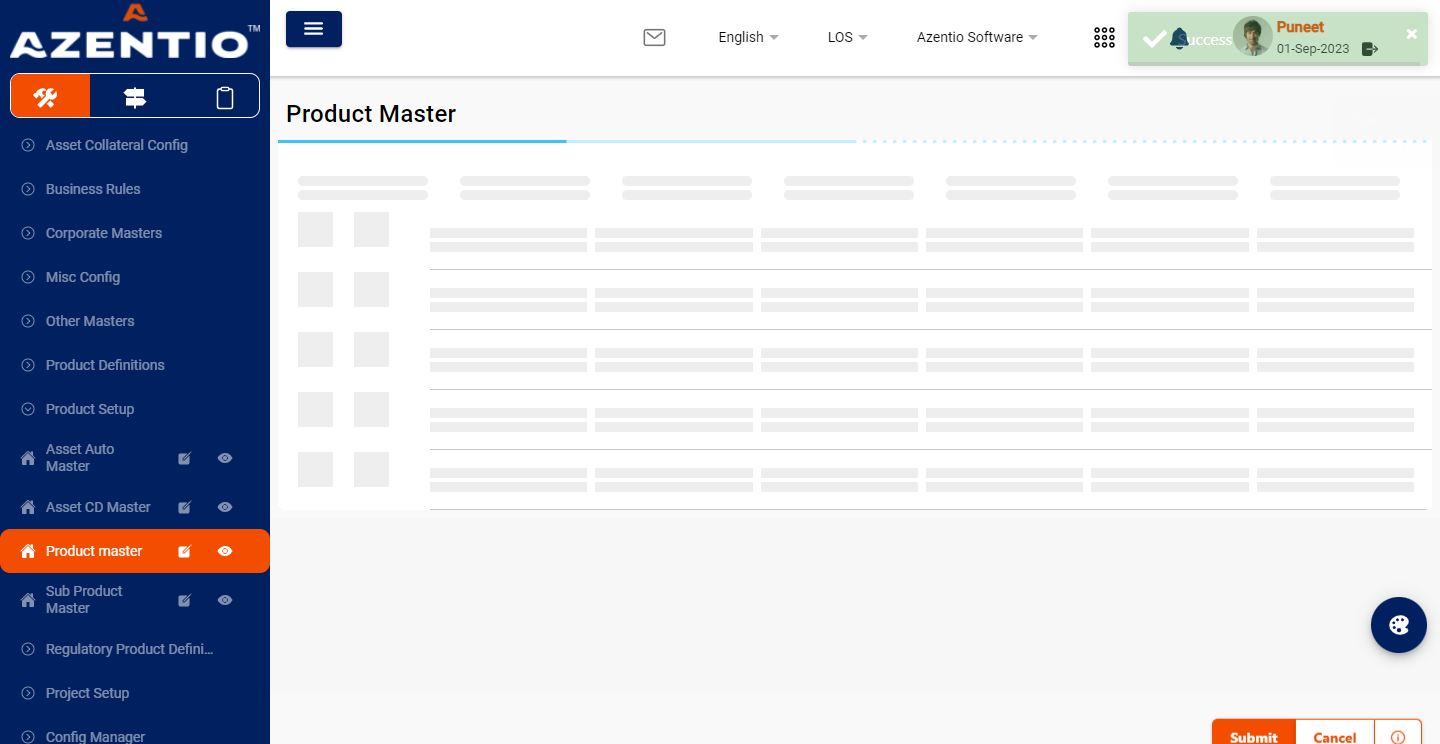 AZENTIO™
English
LOS
Azentio Software
Success
Puneet
01-Sep-2023
Product Master
Asset Collateral Config
Business Rules
Corporate Masters
Misc Config
Other Masters
Product Definitions
Product Setup
Asset Auto
Master
Asset CD Master
Product master
Sub Product
Master
Regulatory Product Defini...
Project Setup
Config Manager
Submit
Cancel